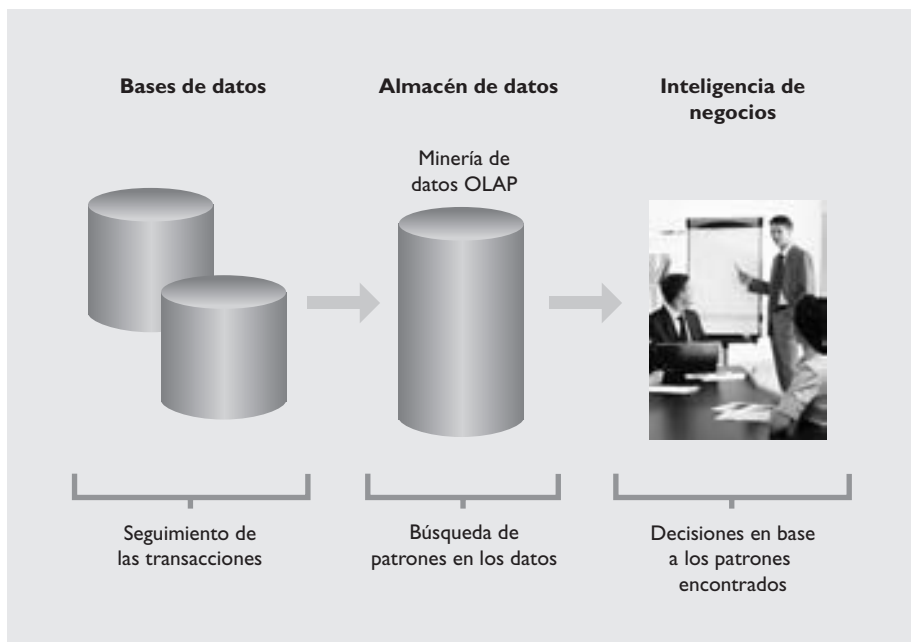 Bases de datos
Almacén de datos
Inteligencia de
negocios
Minería de
datos OLAP
Seguimiento de
las transacciones
Búsqueda de
patrones en los datos
Decisiones en base
a los patrones
encontrados